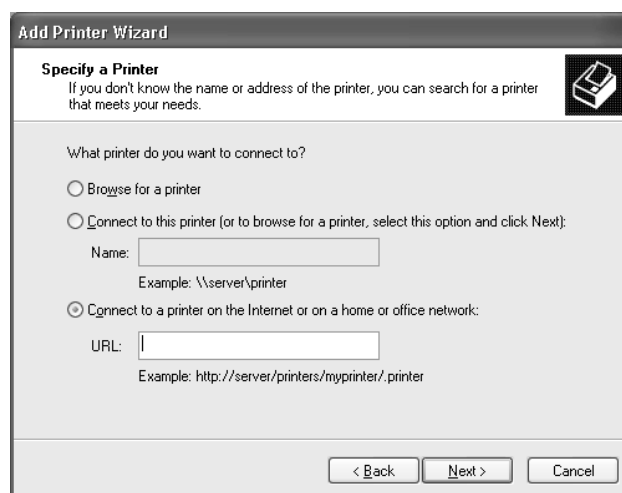 Add Printer Wizard
Specify a Printer
If you don't know the name or address of the printer, you can search for a printer
that meets your needs.
What printer do you want to connect to?
Browse for a printer
Connect to this printer (or to browse for a printer, select this option and click Next):
Name:
Example: \\server\printer
Connect to a printer on the Internet or on a home or office network:
URL:
Example: http://server/printers/myprinter/.printer
< Back Next > Cancel